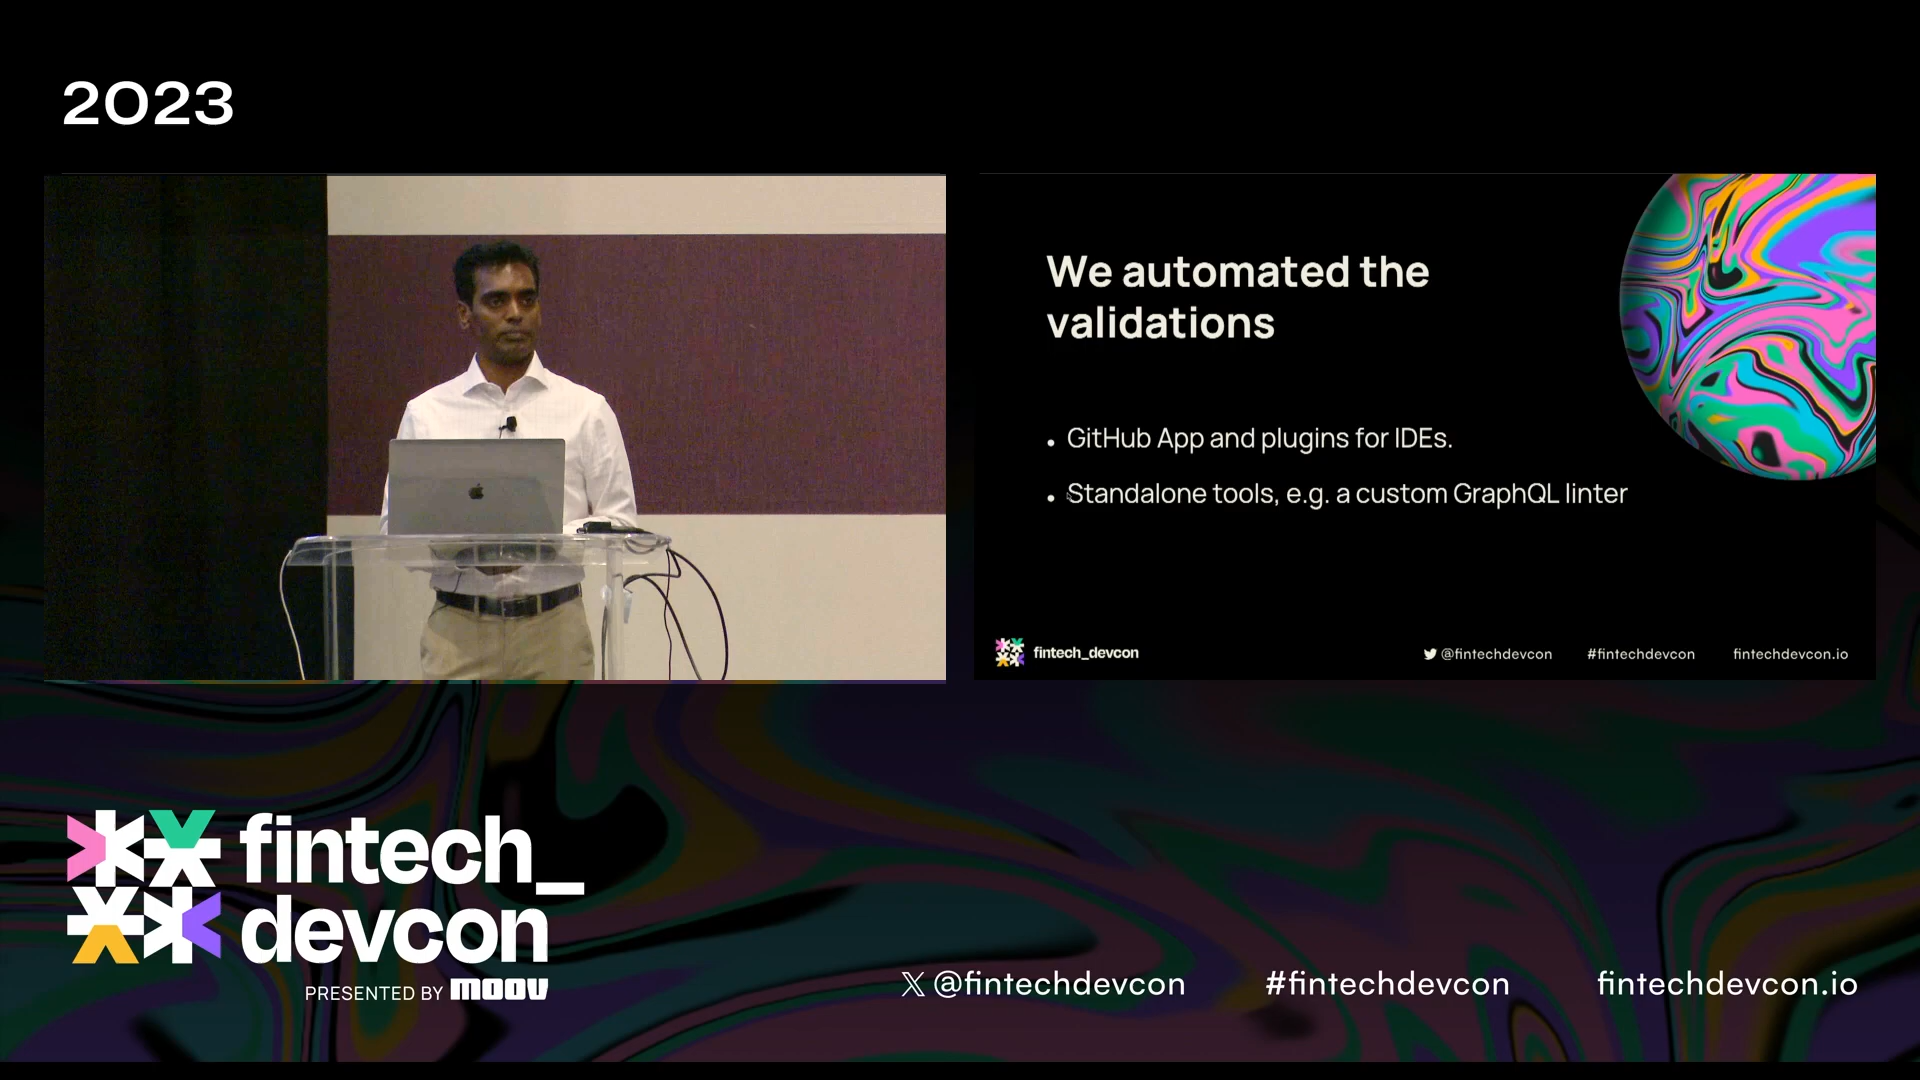 2023
We automated the
validations
• GitHub App and plugins for IDEs.
• Standalone tools, e.g. a custom GraphQL linter
fintech_devcon
@fintechdevcon #fintechdevcon fintechdevcon.io
fintech_
devcon
PRESENTED BY moov
X @fintechdevcon #fintechdevcon fintechdevcon.io